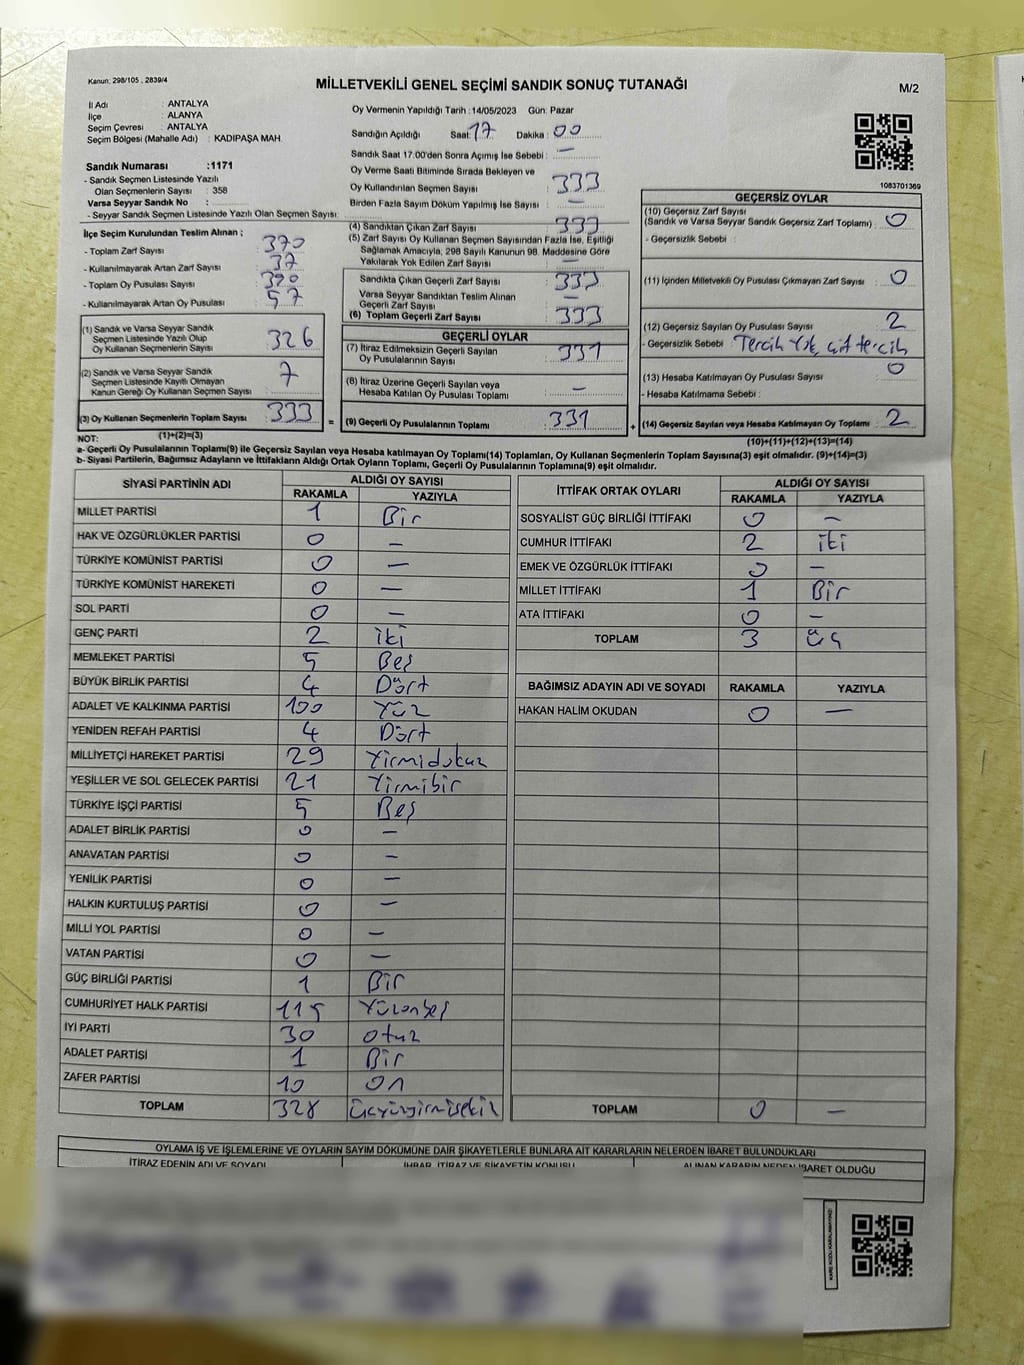 Kanun: 298/105 , 2839/4
MİLLETVEKİLİ GENEL SEÇİMİ SANDIK SONUÇ TUTANAĞI
M/2
İl Adı : ANTALYA
İlçe : ALANYA
Seçim Çevresi : ANTALYA
Seçim Bölgesi (Mahalle Adı) : KADIPAŞA MAH.
Sandık Numarası :1171
- Sandık Seçmen Listesinde Yazılı
Olan Seçmenlerin Sayısı : 358
Varsa Seyyar Sandık No :
- Seyyar Sandık Seçmen Listesinde Yazılı Olan Seçmen Sayısı:
Oy Vermenin Yapıldığı Tarih :14/05/2023 Gün: Pazar
Sandığın Açıldığı Saat: 17 Dakika : 00
Sandık Saat 17:00'den Sonra Açımış İse Sebebi : —
Oy Verme Saati Bitiminde Sırada Bekleyen ve
Oy Kullandırılan Seçmen Sayısı : 333
Birden Fazla Sayım Döküm Yapılmış İse Sayısı : —
1083701369
İlçe Seçim Kurulundan Teslim Alınan ;
- Toplam Zarf Sayısı : 370
- Kullanılmayarak Artan Zarf Sayısı : 37
- Toplam Oy Pusulası Sayısı : 390
- Kullanılmayarak Artan Oy Pusulası : 57
(1) Sandık ve Varsa Seyyar Sandık
Seçmen Listesinde Yazılı Olup
Oy Kullanan Seçmenlerin Sayısı : 326
(2) Sandık ve Varsa Seyyar Sandık
Seçmen Listesinde Kayıtlı Olmayan
Kanun Gereği Oy Kullanan Seçmen Sayısı : 7
(3) Oy Kullanan Seçmenlerin Toplam Sayısı : 333
(1)+(2)=(3)
(4) Sandıktan Çıkan Zarf Sayısı : 333
(5) Zarf Sayısı Oy Kullanan Seçmen Sayısından Fazla İse, Eşitliği
Sağlamak Amacıyla, 298 Sayılı Kanunun 98. Maddesine Göre
Yakılarak Yok Edilen Zarf Sayısı : —
Sandıkta Çıkan Geçerli Zarf Sayısı : 333
Varsa Seyyar Sandıktan Teslim Alınan
Geçerli Zarf Sayısı : —
(6) Toplam Geçerli Zarf Sayısı : 333
GEÇERLİ OYLAR
(7) İtiraz Edilmeksizin Geçerli Sayılan
Oy Pusulalarının Sayısı : 331
(8) İtiraz Üzerine Geçerli Sayılan veya
Hesaba Katılan Oy Pusulası Toplamı : —
= (9) Geçerli Oy Pusulalarının Toplamı : 331
GEÇERSİZ OYLAR
(10) Geçersiz Zarf Sayısı
(Sandık ve Varsa Seyyar Sandık Geçersiz Zarf Toplamı) : 0
- Geçersizlik Sebebi :
(11) İçinden Milletvekili Oy Pusulası Çıkmayan Zarf Sayısı : 0
(12) Geçersiz Sayılan Oy Pusulası Sayısı : 2
- Geçersizlik Sebebi : Tercih Yok, çift tercih
(13) Hesaba Katılmayan Oy Pusulası Sayısı : 0
- Hesaba Katılmama Sebebi :
+ (14) Geçersiz Sayılan veya Hesaba Katılmayan Oy Toplamı : 2
(10)+(11)+(12)+(13)=(14)
NOT:
a- Geçerli Oy Pusulaları Toplamı(9) ile Geçersiz Sayılan veya Hesaba katılmayan Oy Toplamı(14) Toplamları, Oy Kullanan Seçmenlerin Toplam Sayısına(3) eşit olmalıdır. (9)+(14)=(3)
b- Siyasi Partilerin, Bağımsız Adayların ve İttifakların Aldığı Ortak Oyların Toplamı, Geçerli Oy Pusulalarının Toplamına(9) eşit olmalıdır.
SİYASİ PARTİNİN ADI ALDIĞI OY SAYISI
RAKAMLA YAZIYLA
MİLLET PARTİSİ 1 Bir
HAK VE ÖZGÜRLÜKLER PARTİSİ 0 —
TÜRKİYE KOMÜNİST PARTİSİ 0 —
TÜRKİYE KOMÜNİST HAREKETİ 0 —
SOL PARTİ 0 —
GENÇ PARTİ 2 iki
MEMLEKET PARTİSİ 5 Beş
BÜYÜK BİRLİK PARTİSİ 4 Dört
ADALET VE KALKINMA PARTİSİ 100 Yüz
YENİDEN REFAH PARTİSİ 4 Dört
MİLLİYETÇİ HAREKET PARTİSİ 29 Yirmidokuz
YEŞİLLER VE SOL GELECEK PARTİSİ 21 Yirmibir
TÜRKİYE İŞÇİ PARTİSİ 5 Beş
ADALET BİRLİK PARTİSİ 0 —
ANAVATAN PARTİSİ 0 —
YENİLİK PARTİSİ 0 —
HALKIN KURTULUŞ PARTİSİ 0 —
MİLLİ YOL PARTİSİ 0 —
VATAN PARTİSİ 0 —
GÜÇ BİRLİĞİ PARTİSİ 1 Bir
CUMHURİYET HALK PARTİSİ 115 Yüzonbeş
İYİ PARTİ 30 otuz
ADALET PARTİSİ 1 Bir
ZAFER PARTİSİ 10 On
TOPLAM 328 üçyüzyirmisekiz
İTTİFAK ORTAK OYLARI ALDIĞI OY SAYISI
RAKAMLA YAZIYLA
SOSYALİST GÜÇ BİRLİĞİ İTTİFAKI 0 —
CUMHUR İTTİFAKI 2 iki
EMEK VE ÖZGÜRLÜK İTTİFAKI 0 —
MİLLET İTTİFAKI 1 Bir
ATA İTTİFAKI 0 —
TOPLAM 3 üç
BAĞIMSIZ ADAYIN ADI VE SOYADI RAKAMLA YAZIYLA
HAKAN HALİM OKUDAN 0 —
TOPLAM 0 —
OYLAMA İŞ VE İŞLEMLERİNE VE OYLARIN SAYIM DÖKÜMÜNE DAİR ŞİKAYETLERLE BUNLARA AİT KARARLARIN NELERDEN İBARET BULUNDUKLARI
İTİRAZ EDENİN ADI VE SOYADI İHBAR, İTİRAZ VE ŞİKAYETİN KONUSU ALINAN KARARIN NEDEN İBARET OLDUĞU
KARE KODU KARALAMAYINIZ!